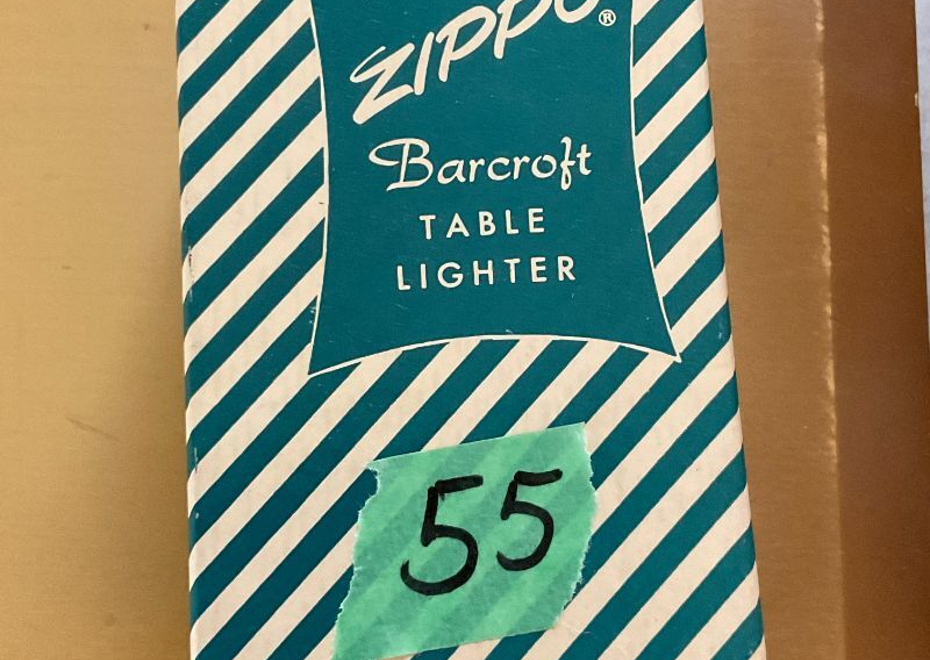 ZIPPO®
Barcroft
TABLE
LIGHTER
55